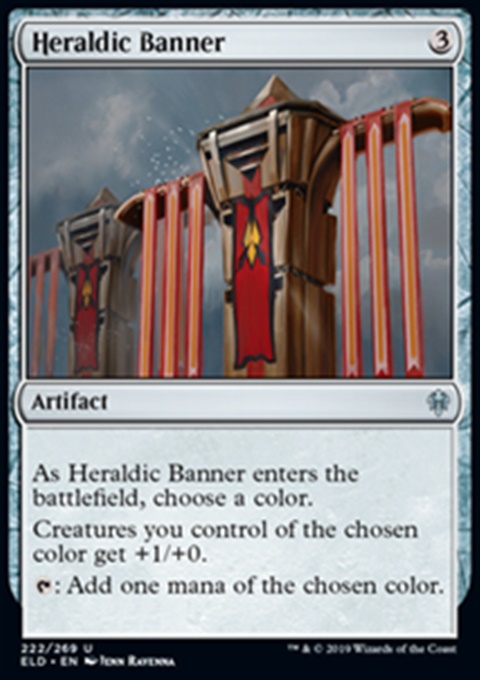 Heraldic Banner 3
Artifact
As Heraldic Banner enters the
battlefield, choose a color.
Creatures you control of the chosen
color get +1/+0.
: Add one mana of the chosen color.
222/269 U
ELD • EN Jenn Ravenna
™ & © 2019 Wizards of the Coast